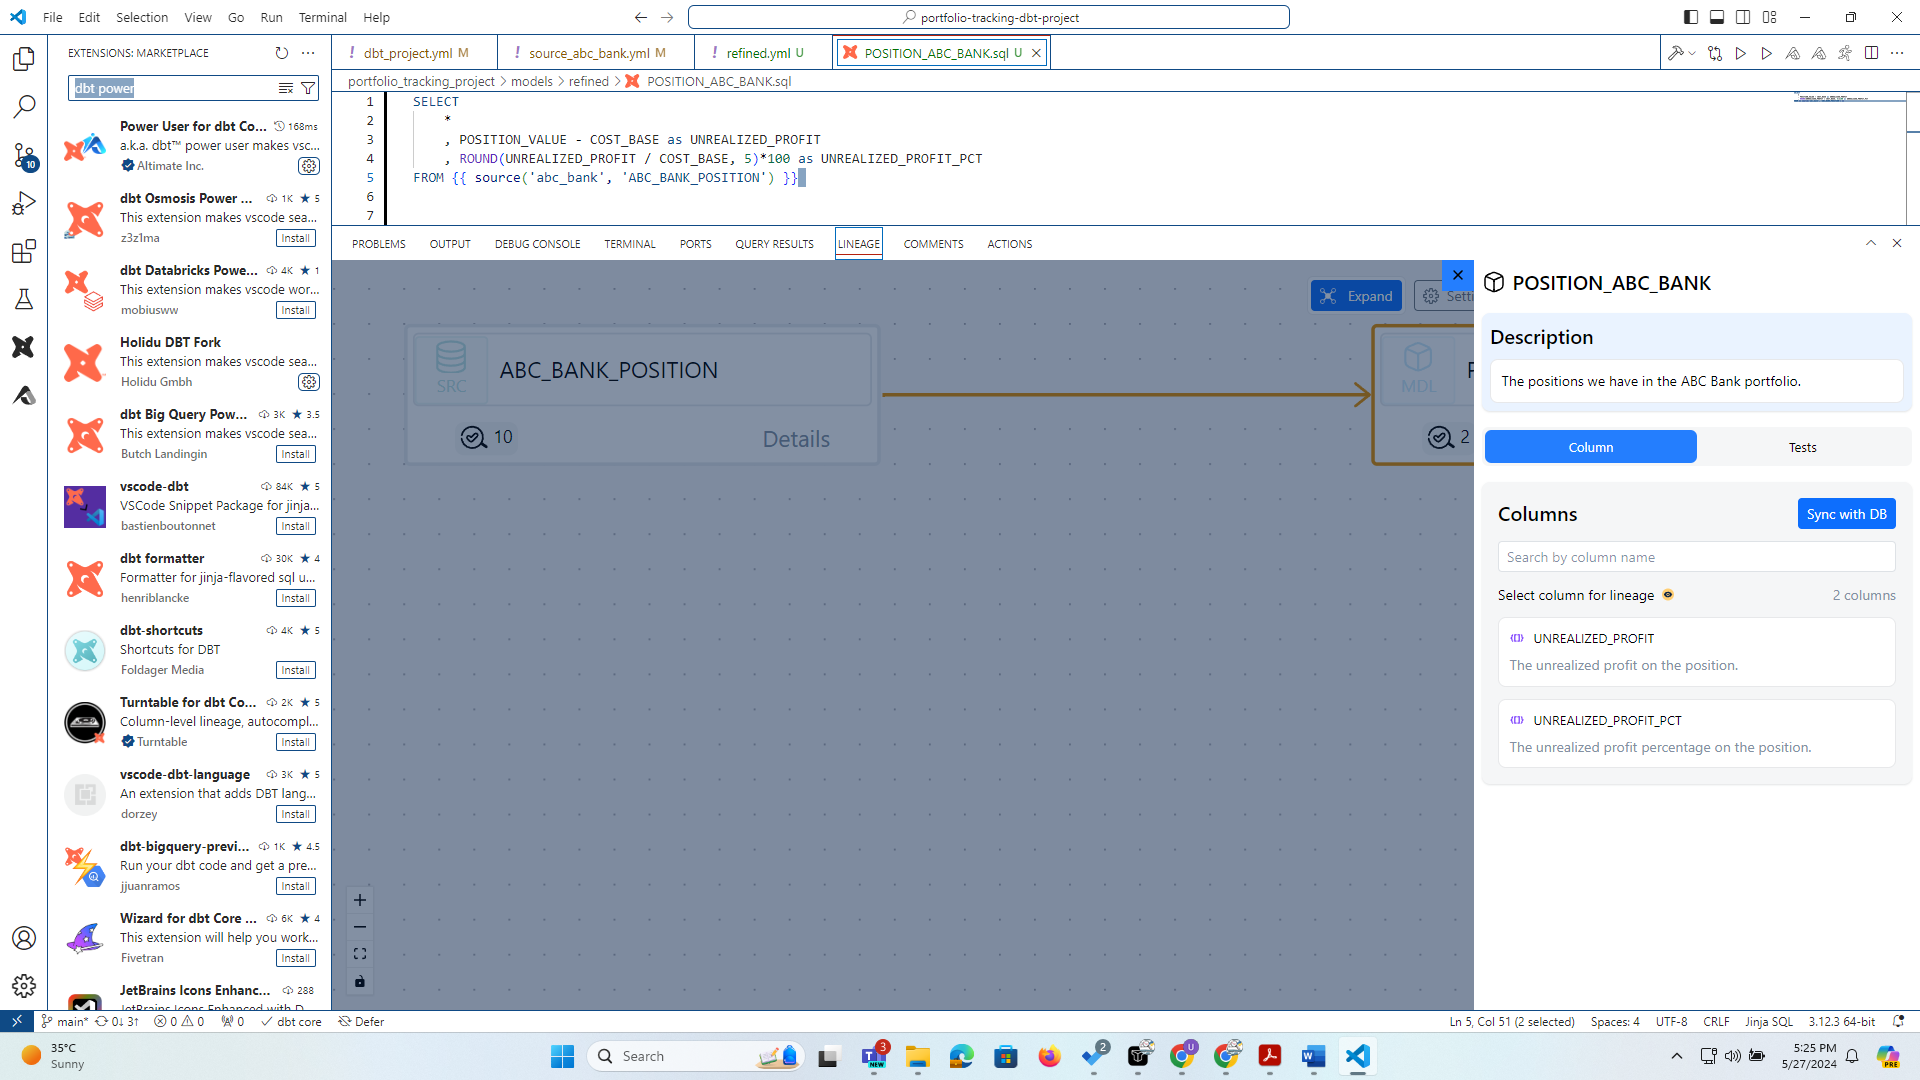 File Edit Selection View Go Run Terminal Help
portfolio-tracking-dbt-project
EXTENSIONS: MARKETPLACE
dbt power
10
Power User for dbt Co... 168ms
a.k.a. dbt™ power user makes vsc...
Altimate Inc.
dbt Osmosis Power ... 1K 5
This extension makes vscode sea...
z3z1ma Install
dbt Databricks Powe... 4K 1
This extension makes vscode wor...
mobiusww Install
Holidu DBT Fork
This extension makes vscode sea...
Holidu Gmbh
dbt Big Query Pow... 3K 3.5
This extension makes vscode sea...
Butch Landingin Install
vscode-dbt 84K 5
VSCode Snippet Package for jinja...
bastienboutonnet Install
dbt formatter 30K 4
Formatter for jinja-flavored sql u...
henriblancke Install
dbt-shortcuts 4K 5
Shortcuts for DBT
Foldager Media Install
Turntable for dbt Co... 2K 5
Column-level lineage, autocompl...
Turntable Install
vscode-dbt-language 3K 5
An extension that adds DBT lang...
dorzey Install
dbt-bigquery-previ... 1K 4.5
Run your dbt code and get a pre...
jjuanramos Install
Wizard for dbt Core ... 6K 4
This extension will help you work...
Fivetran Install
JetBrains Icons Enhanc... 288
JetBrains Icons Enhanced with D...
! dbt_project.yml M
! source_abc_bank.yml M
! refined.yml U
POSITION_ABC_BANK.sql U
portfolio_tracking_project > models > refined > POSITION_ABC_BANK.sql
1 SELECT
2 *
3 , POSITION_VALUE - COST_BASE as UNREALIZED_PROFIT
4 , ROUND(UNREALIZED_PROFIT / COST_BASE, 5)*100 as UNREALIZED_PROFIT_PCT
5 FROM {{ source('abc_bank', 'ABC_BANK_POSITION') }}
6
7
PROBLEMS OUTPUT DEBUG CONSOLE TERMINAL PORTS QUERY RESULTS LINEAGE COMMENTS ACTIONS
Expand
Setti
SRC
ABC_BANK_POSITION
10
Details
MDL
2
POSITION_ABC_BANK
Description
The positions we have in the ABC Bank portfolio.
Column Tests
Columns Sync with DB
Search by column name
Select column for lineage 2 columns
UNREALIZED_PROFIT
The unrealized profit on the position.
UNREALIZED_PROFIT_PCT
The unrealized profit percentage on the position.
main* 0↓ 3↑ 0 0 0 dbt core Defer
Ln 5, Col 51 (2 selected) Spaces: 4 UTF-8 CRLF Jinja SQL 3.12.3 64-bit
35°C
Sunny
Search
3
NEW
2
U
PRE
5:25 PM
5/27/2024